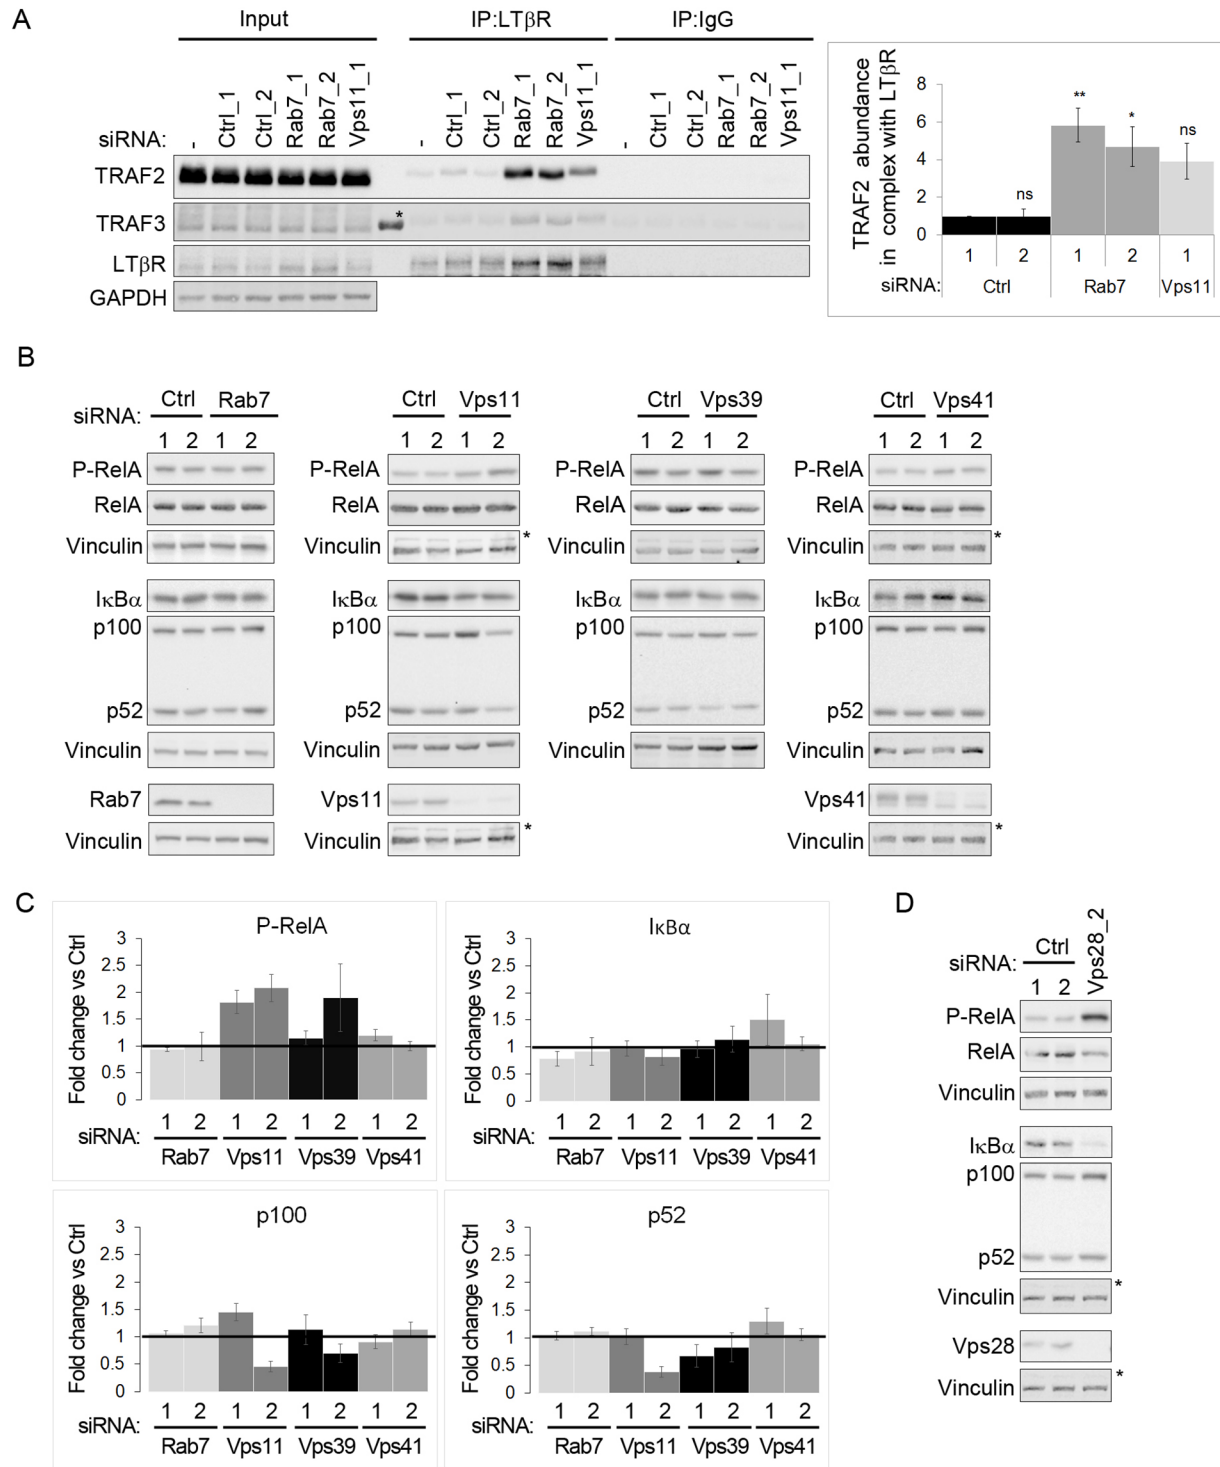 A
Input
IP:LTβR
IP:IgG
siRNA:
-
Ctrl_1
Ctrl_2
Rab7_1
Rab7_2
Vps11_1
-
Ctrl_1
Ctrl_2
Rab7_1
Rab7_2
Vps11_1
-
Ctrl_1
Ctrl_2
Rab7_1
Rab7_2
Vps11_1
TRAF2
TRAF3
*
LTβR
GAPDH
TRAF2 abundance
in complex with LTβR
8
6
4
2
0
ns
**
*
ns
1 2 1 2 1
siRNA: Ctrl Rab7 Vps11
B
siRNA:
Ctrl Rab7
1 2 1 2
P-RelA
RelA
Vinculin
IκBα
p100
p52
Vinculin
Rab7
Vinculin
Ctrl Vps11
1 2 1 2
P-RelA
RelA
Vinculin *
IκBα
p100
p52
Vinculin
Vps11
Vinculin *
Ctrl Vps39
1 2 1 2
P-RelA
RelA
Vinculin
IκBα
p100
p52
Vinculin
Ctrl Vps41
1 2 1 2
P-RelA
RelA
Vinculin *
IκBα
p100
p52
Vinculin
Vps41
Vinculin *
C
P-RelA
Fold change vs Ctrl
3
2.5
2
1.5
1
0.5
0
1 2 1 2 1 2 1 2
siRNA:
Rab7 Vps11 Vps39 Vps41
IκBα
Fold change vs Ctrl
3
2.5
2
1.5
1
0.5
0
1 2 1 2 1 2 1 2
siRNA:
Rab7 Vps11 Vps39 Vps41
p100
Fold change vs Ctrl
3
2.5
2
1.5
1
0.5
0
1 2 1 2 1 2 1 2
siRNA:
Rab7 Vps11 Vps39 Vps41
p52
Fold change vs Ctrl
3
2.5
2
1.5
1
0.5
0
1 2 1 2 1 2 1 2
siRNA:
Rab7 Vps11 Vps39 Vps41
D
siRNA:
Ctrl
1 2
Vps28_2
P-RelA
RelA
Vinculin
IκBα
p100
p52
Vinculin *
Vps28
Vinculin *